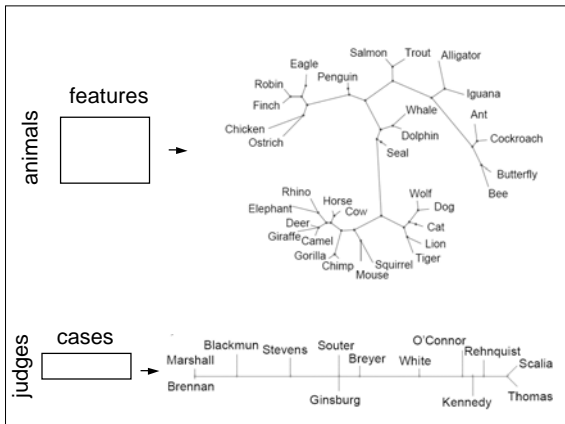 features
animals
Salmon
Trout
Alligator
Iguana
Eagle
Penguin
Robin
Finch
Chicken
Ostrich
Whale
Dolphin
Seal
Ant
Cockroach
Butterfly
Bee
Rhino
Elephant
Horse
Cow
Deer
Giraffe
Camel
Gorilla
Chimp
Mouse
Squirrel
Wolf
Dog
Cat
Lion
Tiger
cases
judges
Marshall
Blackmun
Stevens
Souter
Breyer
White
O'Connor
Rehnquist
Scalia
Brennan
Ginsburg
Kennedy
Thomas